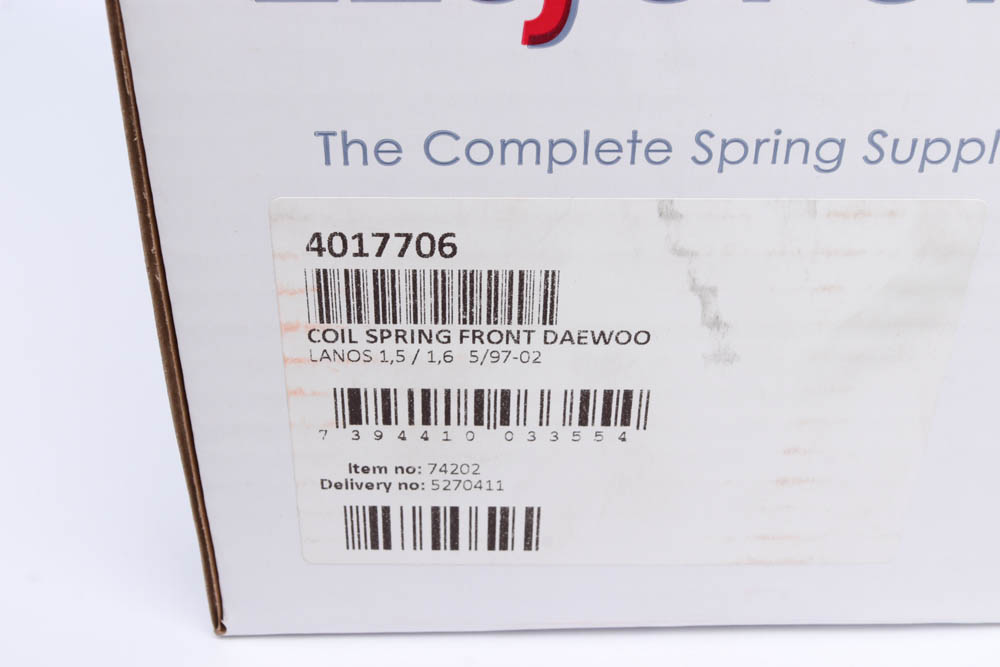 The Complete Spring Suppl
4017706
COIL SPRING FRONT DAEWOO
LANOS 1,5 / 1,6 5/97-02
7 394410 033554
Item no: 74202
Delivery no: 5270411